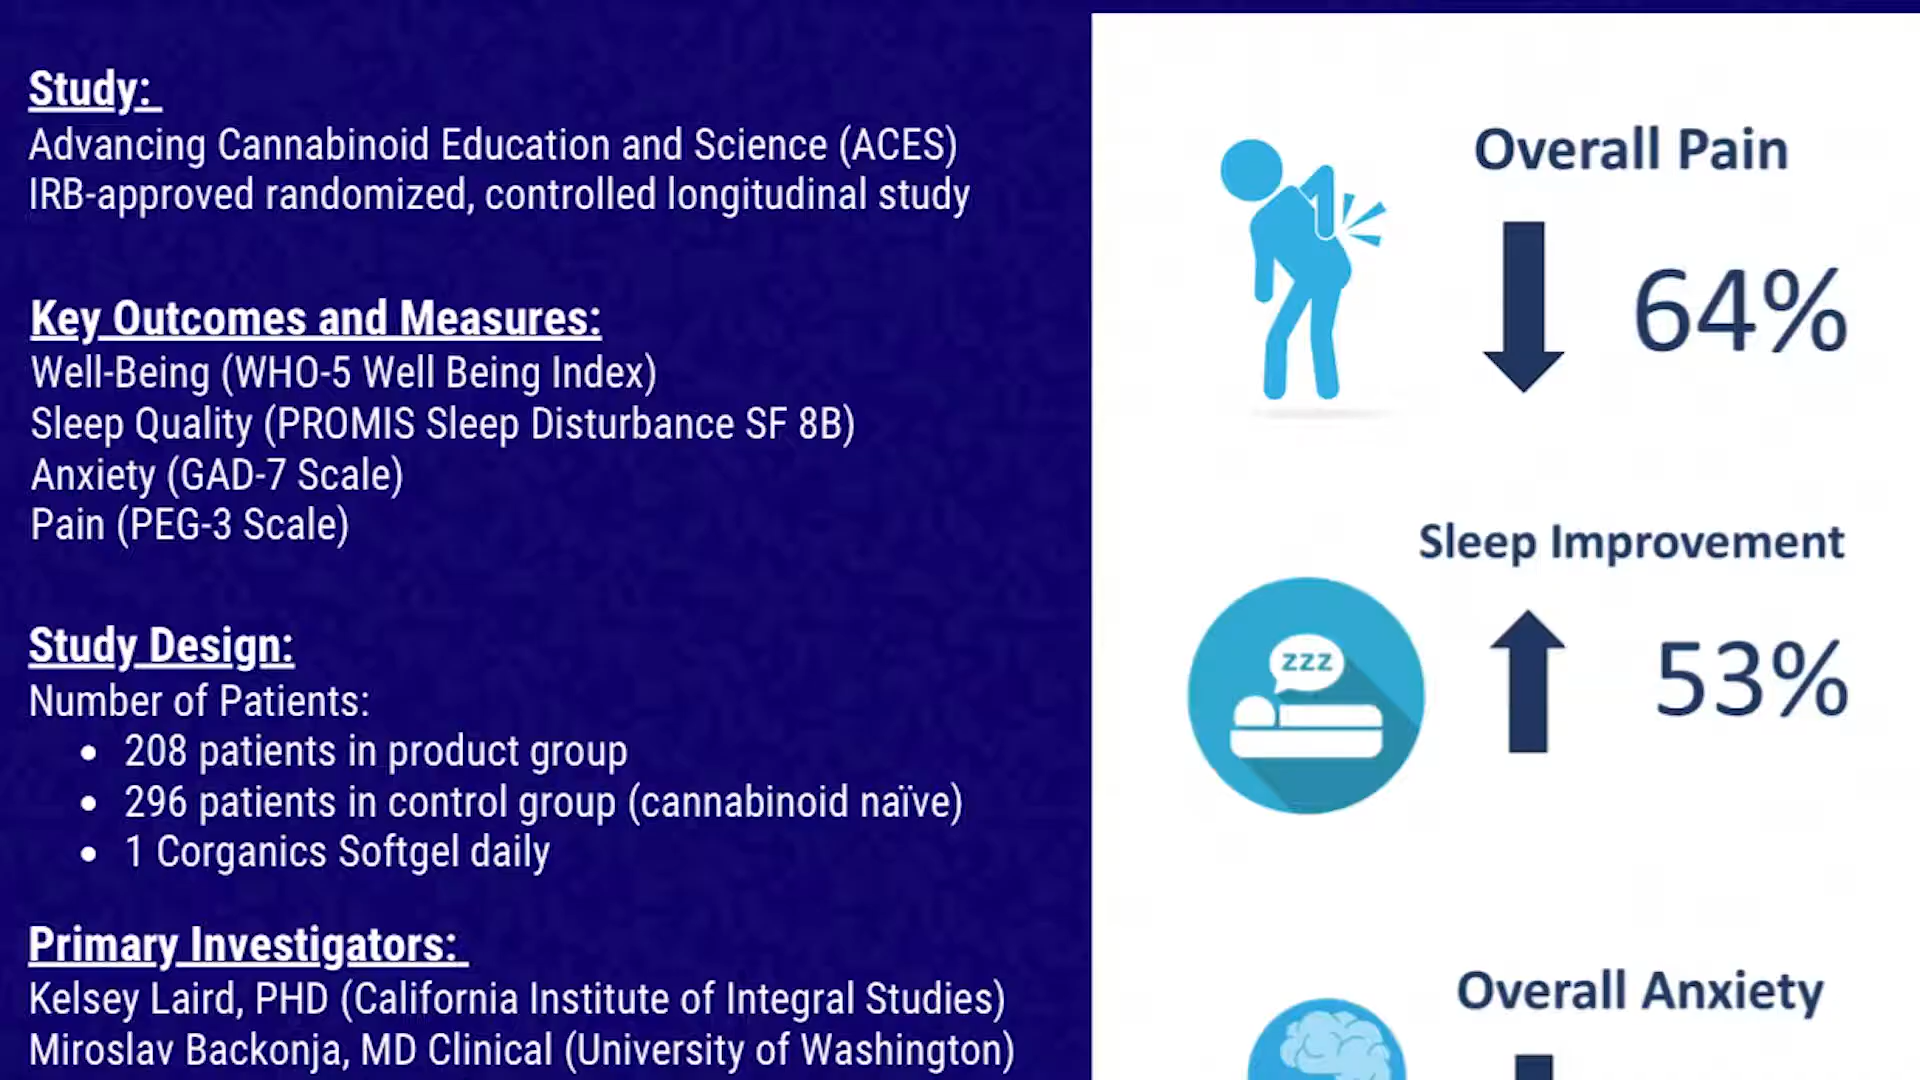 Study:
Advancing Cannabinoid Education and Science (ACES)
IRB-approved randomized, controlled longitudinal study
Key Outcomes and Measures:
Well-Being (WHO-5 Well Being Index)
Sleep Quality (PROMIS Sleep Disturbance SF 8B)
Anxiety (GAD-7 Scale)
Pain (PEG-3 Scale)
Study Design:
Number of Patients:
• 208 patients in product group
• 296 patients in control group (cannabinoid naïve)
• 1 Corganics Softgel daily
Primary Investigators:
Kelsey Laird, PHD (California Institute of Integral Studies)
Miroslav Backonja, MD Clinical (University of Washington)
Overall Pain
64%
Sleep Improvement
zzz
53%
Overall Anxiety